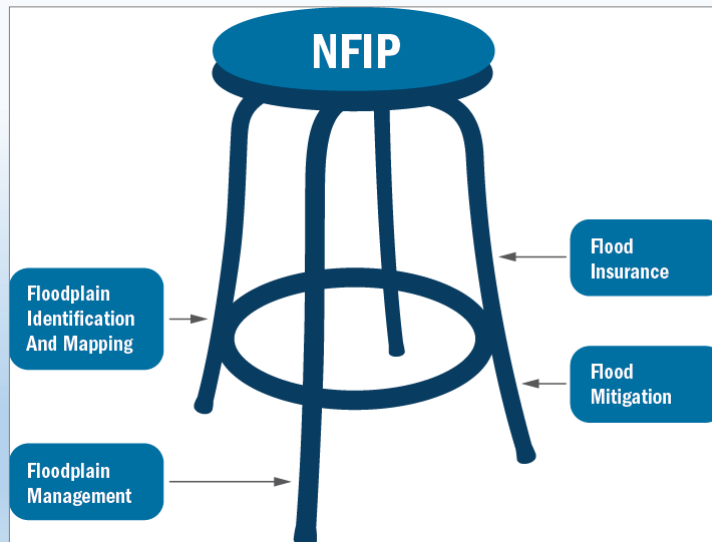 NFIP
Flood
Insurance
Floodplain
Identification
And Mapping
Flood
Mitigation
Floodplain
Management